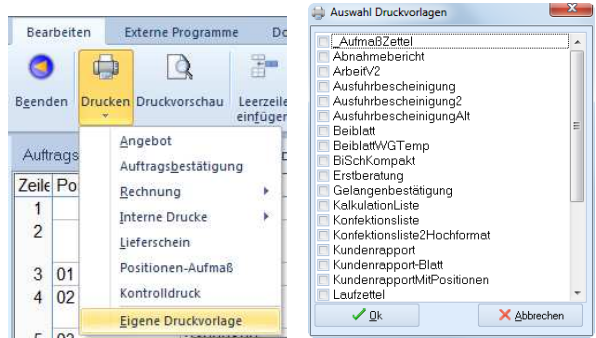 Bearbeiten Externe Programme
Beenden Drucken Druckvorschau Leerzeile
einfügen
Angebot
Auftragsbestätigung
Rechnung
Interne Drucke
Lieferschein
Positionen-Aufmaß
Kontrolldruck
Eigene Druckvorlage
Auftrags
Zeile Po
1
2
3 01
4 02
Auswahl Druckvorlagen
_AufmaßZettel
Abnahmebericht
ArbeitV2
Ausfuhrbescheinigung
Ausfuhrbescheinigung2
AusfuhrbescheinigungAlt
Beiblatt
BeiblattWGTemp
BiSchKompakt
Erstberatung
Gelangenbestätigung
KalkulationListe
Konfektionsliste
Konfektionsliste2Hochformat
Kundenrapport
Kundenrapport-Blatt
KundenrapportMitPositionen
Laufzettel
Ok Abbrechen